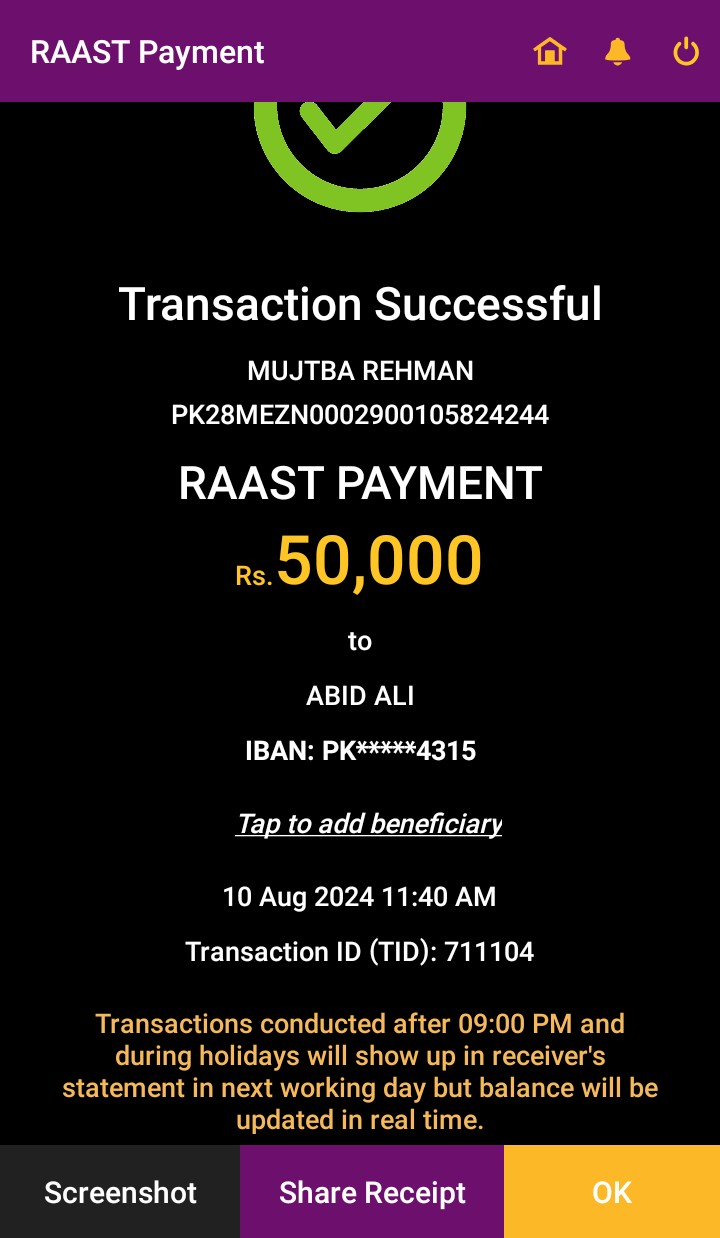 RAAST Payment
Transaction Successful
MUJTBA REHMAN
PK28MEZN0002900105824244
RAAST PAYMENT
Rs.50,000
to
ABID ALI
IBAN: PK*****4315
Tap to add beneficiary
10 Aug 2024 11:40 AM
Transaction ID (TID): 711104
Transactions conducted after 09:00 PM and
during holidays will show up in receiver's
statement in next working day but balance will be
updated in real time.
Screenshot
Share Receipt
OK